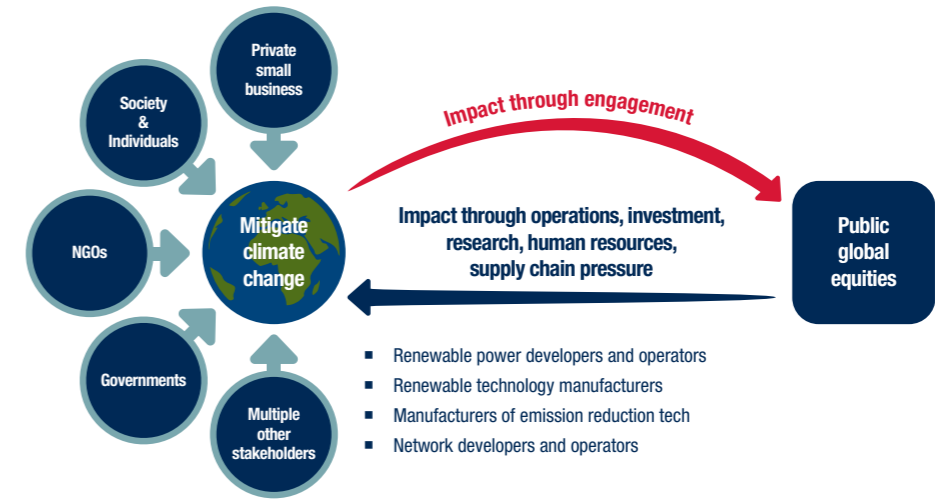 Private
small
business
Society
&
Individuals
NGOs
Governments
Multiple
other
stakeholders
Mitigate
climate
change
Impact through engagement
Impact through operations, investment,
research, human resources,
supply chain pressure
Public
global
equities
▪ Renewable power developers and operators
▪ Renewable technology manufacturers
▪ Manufacturers of emission reduction tech
▪ Network developers and operators